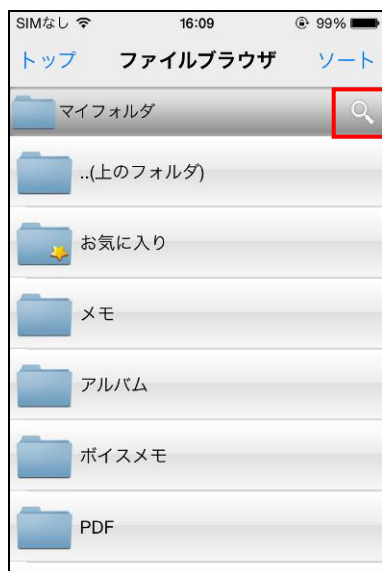 SIMなし 16:09 99%
トップ ファイルブラウザ ソート
マイフォルダ
..(上のフォルダ)
お気に入り
メモ
アルバム
ボイスメモ
PDF